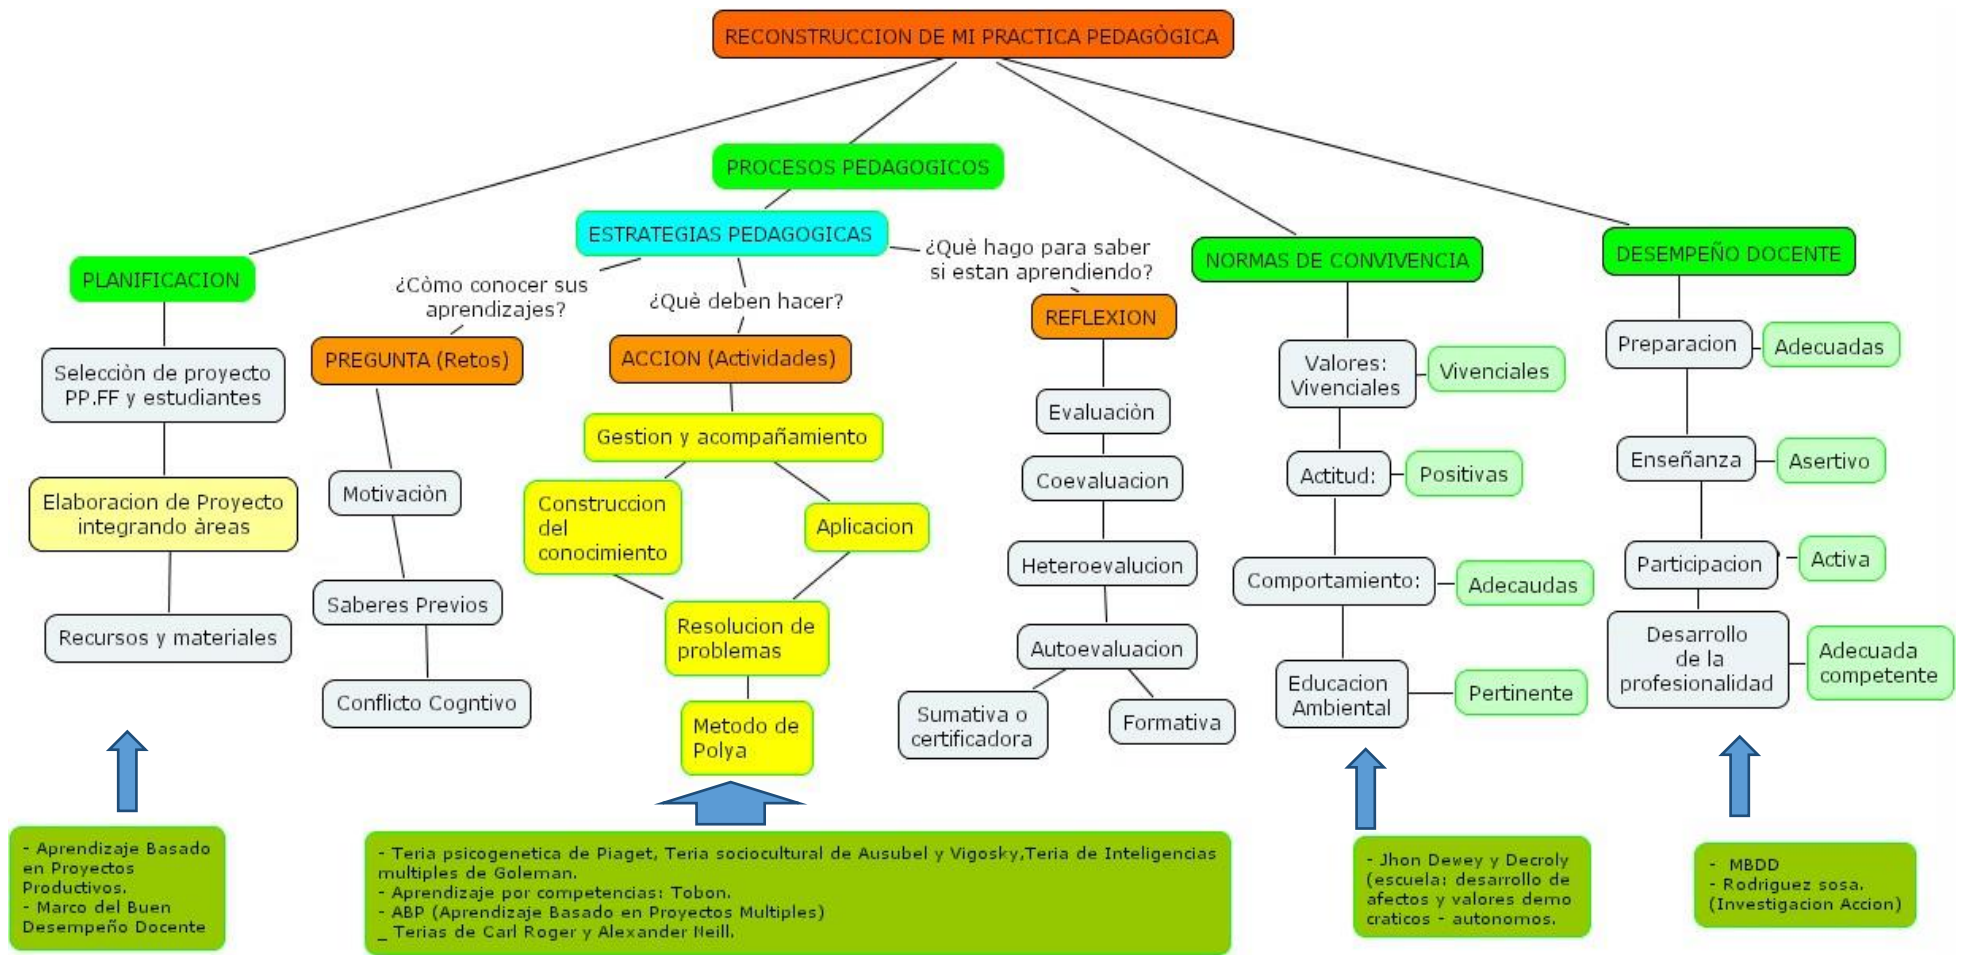 RECONSTRUCCION DE MI PRACTICA PEDAGÒGICA
PROCESOS PEDAGOGICOS
ESTRATEGIAS PEDAGOGICAS
PLANIFICACION
Selecciòn de proyecto
PP.FF y estudiantes
Elaboracion de Proyecto
integrando àreas
Recursos y materiales
¿Còmo conocer sus
aprendizajes?
PREGUNTA (Retos)
Motivaciòn
Saberes Previos
Conflicto Cogntivo
¿Què deben hacer?
ACCION (Actividades)
Gestion y acompañamiento
Construccion
del
conocimiento
Aplicacion
Resolucion de
problemas
Metodo de
Polya
¿Què hago para saber
si estan aprendiendo?
REFLEXION
Evaluaciòn
Coevaluacion
Heteroevalucion
Autoevaluacion
Sumativa o
certificadora
Formativa
NORMAS DE CONVIVENCIA
Valores:
Vivenciales
Vivenciales
Actitud:
Positivas
Comportamiento:
Adecaudas
Educacion
Ambiental
Pertinente
DESEMPEÑO DOCENTE
Preparacion
Adecuadas
Enseñanza
Asertivo
Participacion
Activa
Desarrollo
de la
profesionalidad
Adecuada
competente
- Aprendizaje Basado
en Proyectos
Productivos.
- Marco del Buen
Desempeño Docente
- Teria psicogenetica de Piaget, Teria sociocultural de Ausubel y Vigosky,Teria de Inteligencias
multiples de Goleman.
- Aprendizaje por competencias: Tobon.
- ABP (Aprendizaje Basado en Proyectos Multiples)
_ Terias de Carl Roger y Alexander Neill.
- Jhon Dewey y Decroly
(escuela: desarrollo de
afectos y valores demo
craticos - autonomos.
- MBDD
- Rodriguez sosa.
(Investigacion Accion)